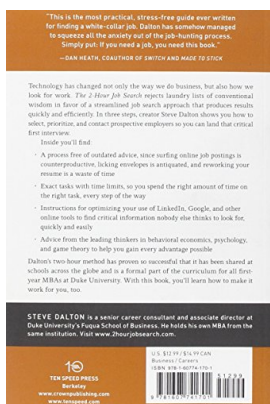 "This is the most practical, stress-free guide ever written
for finding a white-collar job. Dalton has somehow managed
to squeeze all the anxiety out of the job-hunting process.
Simply put: If you need a job, you need this book."
—DAN HEATH, COAUTHOR OF SWITCH AND MADE TO STICK
Technology has changed not only the way we do business, but also how we
look for work. The 2-Hour Job Search rejects laundry lists of conventional
wisdom in favor of a streamlined job search approach that produces results
quickly and efficiently. In three steps, creator Steve Dalton shows you how to
select, prioritize, and contact prospective employers so you can land that critical
first interview.
Inside you'll find:
· A process free of outdated advice, since surfing online job postings is
counterproductive, licking envelopes is antiquated, and reworking your
resume is a waste of time
· Exact tasks with time limits, so you spend the right amount of time on
the right task, every step of the way
· Instructions for optimizing your use of LinkedIn, Google, and other
online tools to find critical information nobody else thinks to look for,
quickly and easily
· Advice from the leading thinkers in behavioral economics, psychology,
and game theory to help you gain every advantage possible
Dalton's two-hour method has proven so successful that it has been shared at
schools across the globe and is a formal part of the curriculum for all first-
year MBAs at Duke University. With this book, you'll learn how to make it
work for you, too.
STEVE DALTON is a senior career consultant and associate director at
Duke University's Fuqua School of Business. He holds his own MBA from the
same institution. Visit www.2hourjobsearch.com.
TEN SPEED PRESS
Berkeley
www.crownpublishing.com
www.tenspeed.com
U.S. $12.99 / $14.99 CAN
Business / Careers
ISBN 978-1-60774-170-1
51299
9 781607 741701